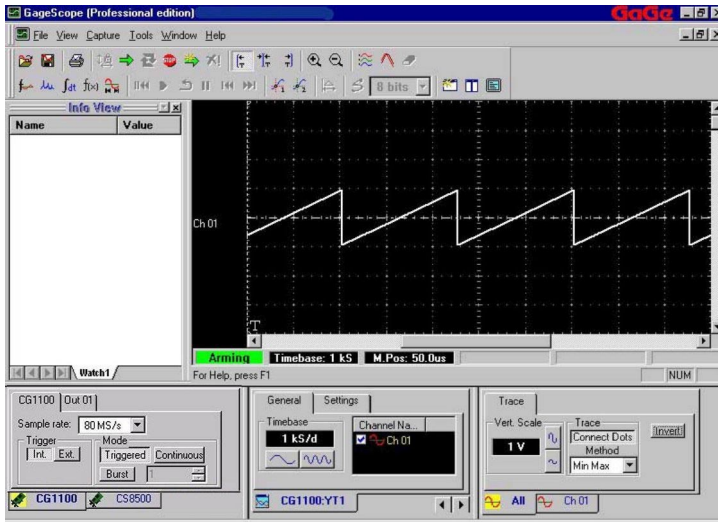 GageScope (Professional edition)
GaGe
File View Capture Tools Window Help
8 bits
Info View
Name Value
Ch 01
T
Watch1
Arming Timebase: 1 kS M.Pos: 50.0us
For Help, press F1
NUM
CG1100 Out 01
Sample rate: 80 MS/s
Trigger
Int. Ext.
Mode
Triggered Continuous
Burst 1
CG1100 CS8500
General Settings
Timebase
1 kS/d
Channel Na...
Ch 01
CG1100:YT1
Trace
Vert. Scale
1 V
Trace
Connect Dots
Method
Min Max
Invert
All Ch 01